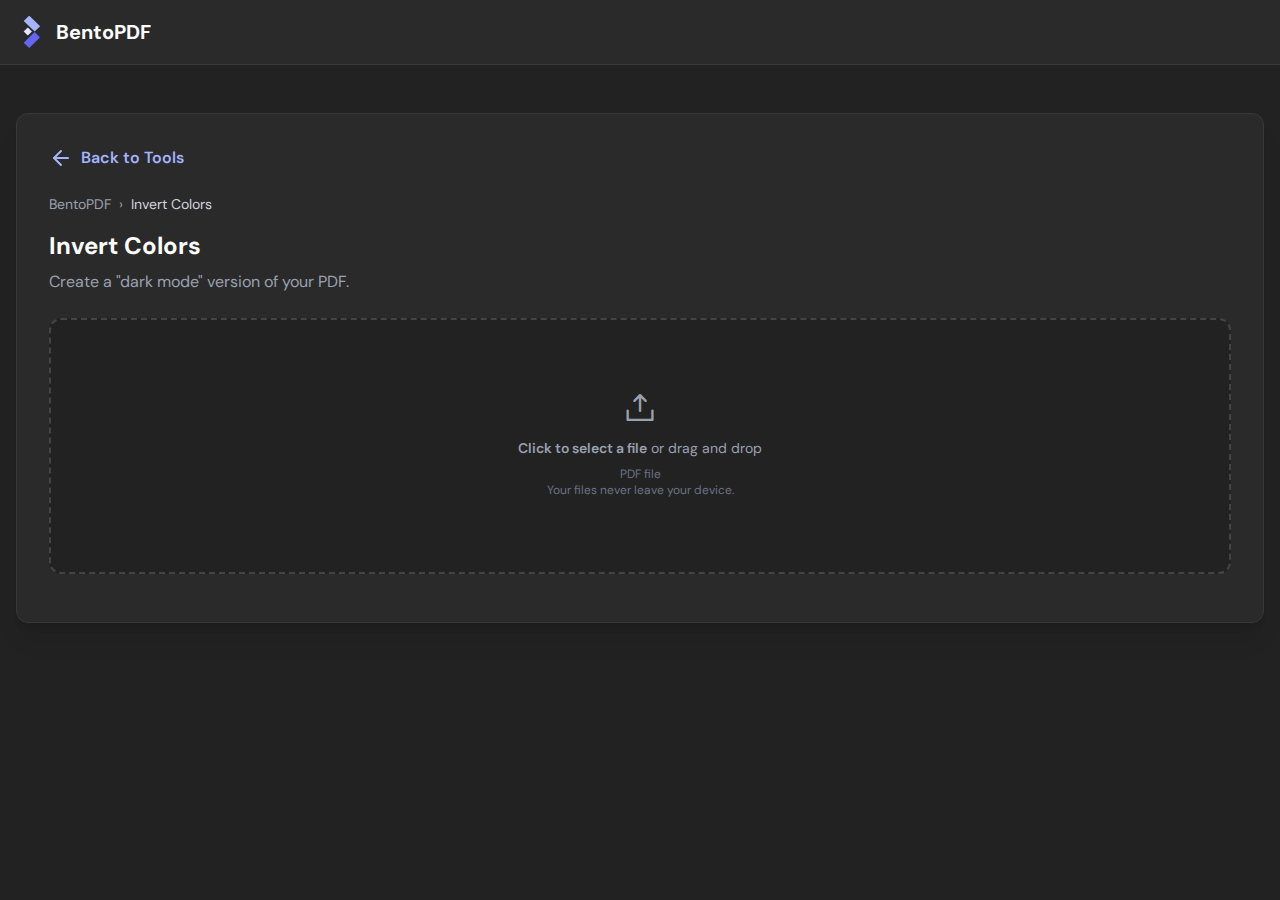 BentoPDF
Back to Tools
BentoPDF › Invert Colors
Invert Colors
Create a "dark mode" version of your PDF.
Click to select a file or drag and drop
PDF file
Your files never leave your device.